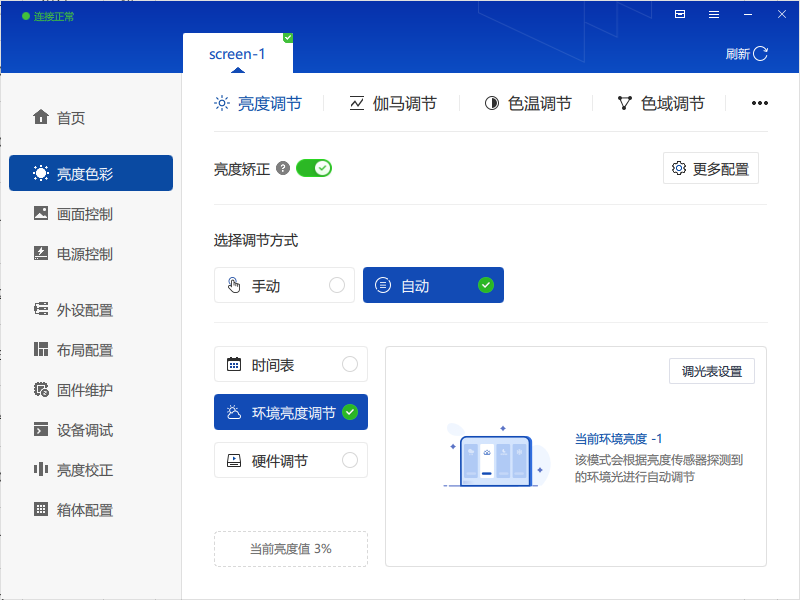 连接正常
screen-1
刷新
首页
亮度色彩
画面控制
电源控制
外设配置
布局配置
固件维护
设备调试
亮度校正
箱体配置
亮度调节
伽马调节
色温调节
色域调节
亮度矫正
更多配置
选择调节方式
手动
自动
时间表
环境亮度调节
硬件调节
当前亮度值 3%
调光表设置
当前环境亮度 -1
该模式会根据亮度传感器探测到
的环境光进行自动调节